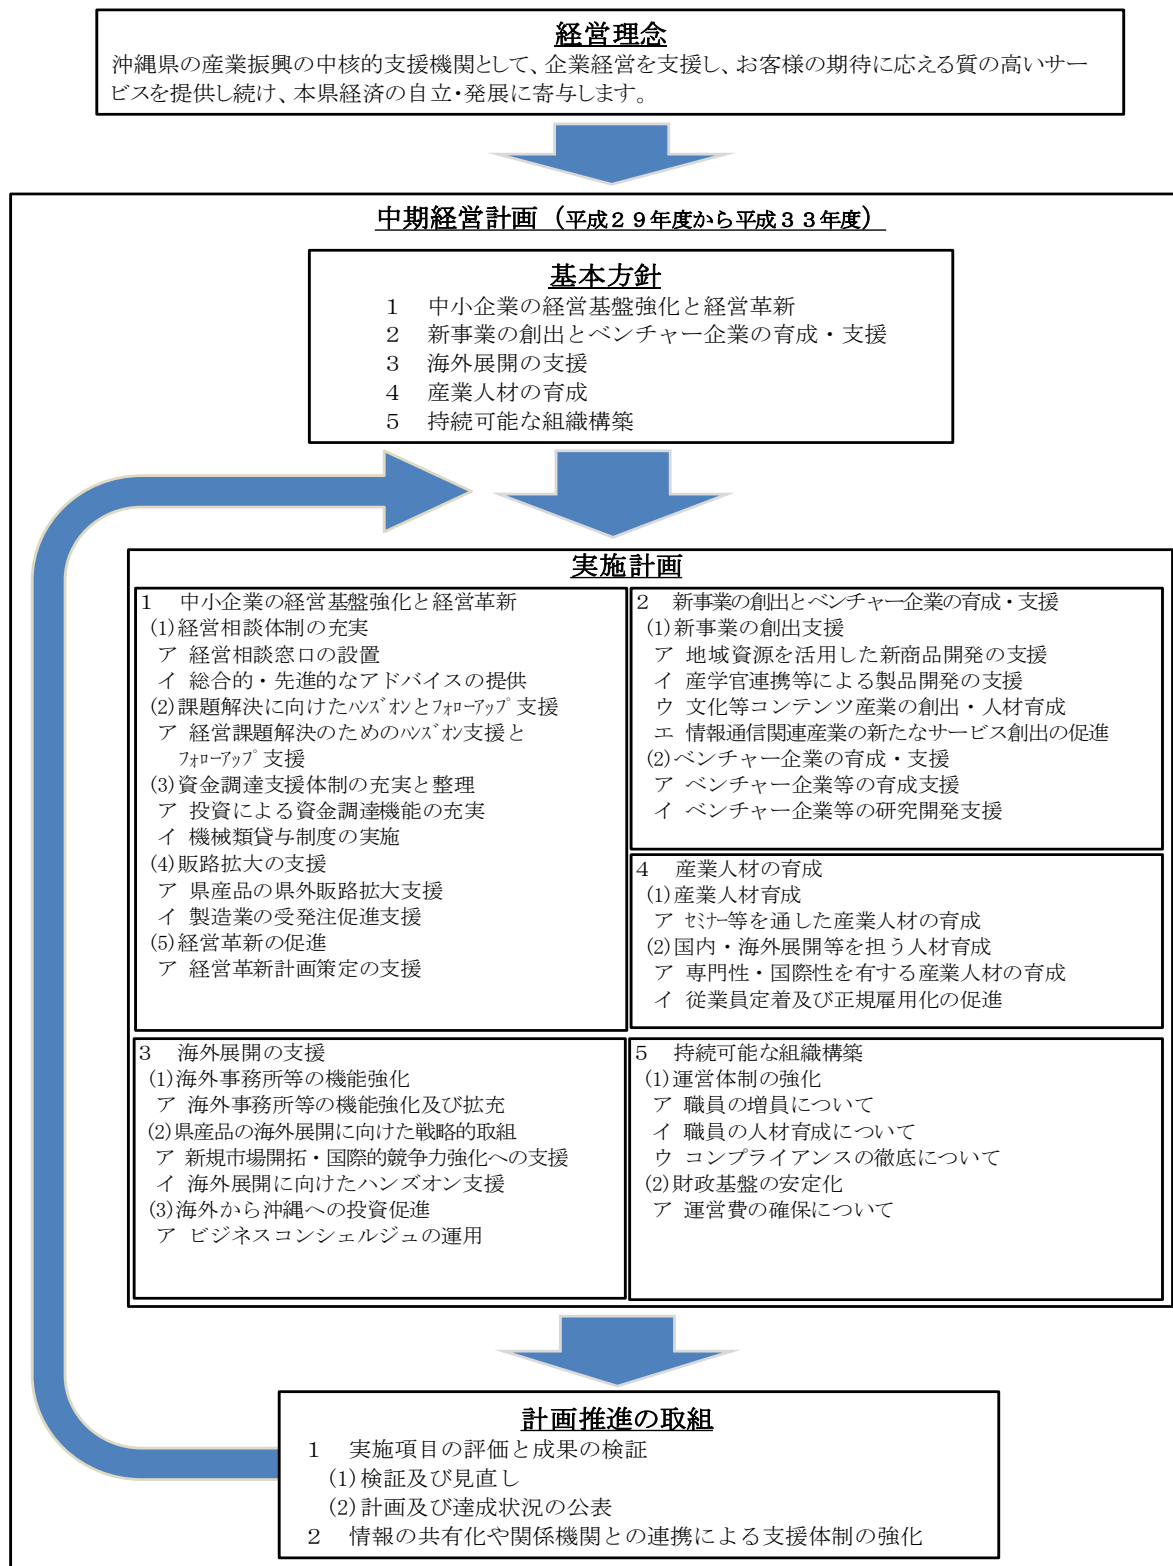 経営理念
沖縄県の産業振興の中核的支援機関として、企業経営を支援し、お客様の期待に応える質の高いサー
ビスを提供し続け、本県経済の自立・発展に寄与します。
中期経営計画（平成２９年度から平成３３年度）
基本方針
１　中小企業の経営基盤強化と経営革新
２　新事業の創出とベンチャー企業の育成・支援
３　海外展開の支援
４　産業人材の育成
５　持続可能な組織構築
実施計画
１　中小企業の経営基盤強化と経営革新
(1)経営相談体制の充実
ア 経営相談窓口の設置
イ 総合的・先進的なアドバイスの提供
(2)課題解決に向けたﾊﾝｽﾞｵﾝとﾌｫﾛｰｱｯﾌﾟ支援
ア 経営課題解決のためのﾊﾝｽﾞｵﾝ支援と
ﾌｫﾛｰｱｯﾌﾟ支援
(3)資金調達支援体制の充実と整理
ア 投資による資金調達機能の充実
イ 機械類貸与制度の実施
(4)販路拡大の支援
ア 県産品の県外販路拡大支援
イ 製造業の受発注促進支援
(5)経営革新の促進
ア 経営革新計画策定の支援
２　新事業の創出とベンチャー企業の育成・支援
(1)新事業の創出支援
ア 地域資源を活用した新商品開発の支援
イ 産学官連携等による製品開発の支援
ウ 文化等コンテンツ産業の創出・人材育成
エ 情報通信関連産業の新たなサービス創出の促進
(2)ベンチャー企業の育成・支援
ア ベンチャー企業等の育成支援
イ ベンチャー企業等の研究開発支援
４　産業人材の育成
(1)産業人材育成
ア ｾﾐﾅｰ等を通した産業人材の育成
(2)国内・海外展開等を担う人材育成
ア 専門性・国際性を有する産業人材の育成
イ 従業員定着及び正規雇用化の促進
３　海外展開の支援
(1)海外事務所等の機能強化
ア 海外事務所等の機能強化及び拡充
(2)県産品の海外展開に向けた戦略的取組
ア 新規市場開拓・国際的競争力強化への支援
イ 海外展開に向けたハンズオン支援
(3)海外から沖縄への投資促進
ア ビジネスコンシェルジュの運用
５　持続可能な組織構築
(1)運営体制の強化
ア 職員の増員について
イ 職員の人材育成について
ウ コンプライアンスの徹底について
(2)財政基盤の安定化
ア 運営費の確保について
計画推進の取組
１　実施項目の評価と成果の検証
(1)検証及び見直し
(2)計画及び達成状況の公表
２　情報の共有化や関係機関との連携による支援体制の強化